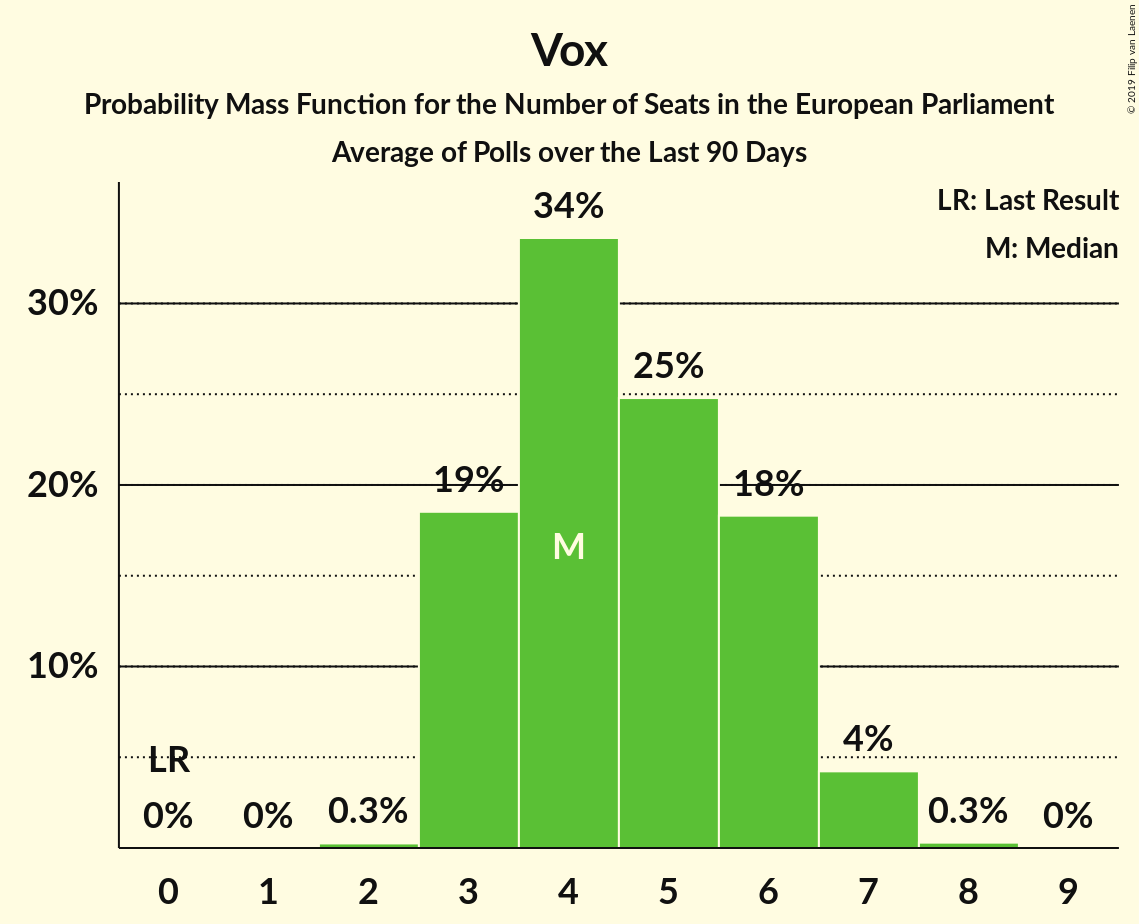 Vox
Probability Mass Function for the Number of Seats in the European Parliament
Average of Polls over the Last 90 Days
© 2019 Filip van Laenen
LR: Last Result
M: Median
34%
30%
25%
20%
19%
18%
M
10%
LR
4%
0%
0%
0.3%
0.3%
0%
0 1 2 3 4 5 6 7 8 9